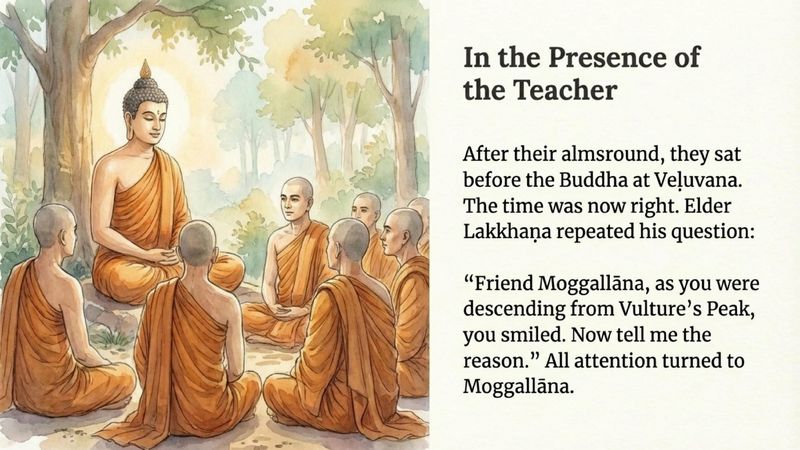 In the Presence of
the Teacher
After their almsround, they sat
before the Buddha at Veḷuvana.
The time was now right. Elder
Lakkhaṇa repeated his question:
“Friend Moggallāna, as you were
descending from Vulture’s Peak,
you smiled. Now tell me the
reason.” All attention turned to
Moggallāna.